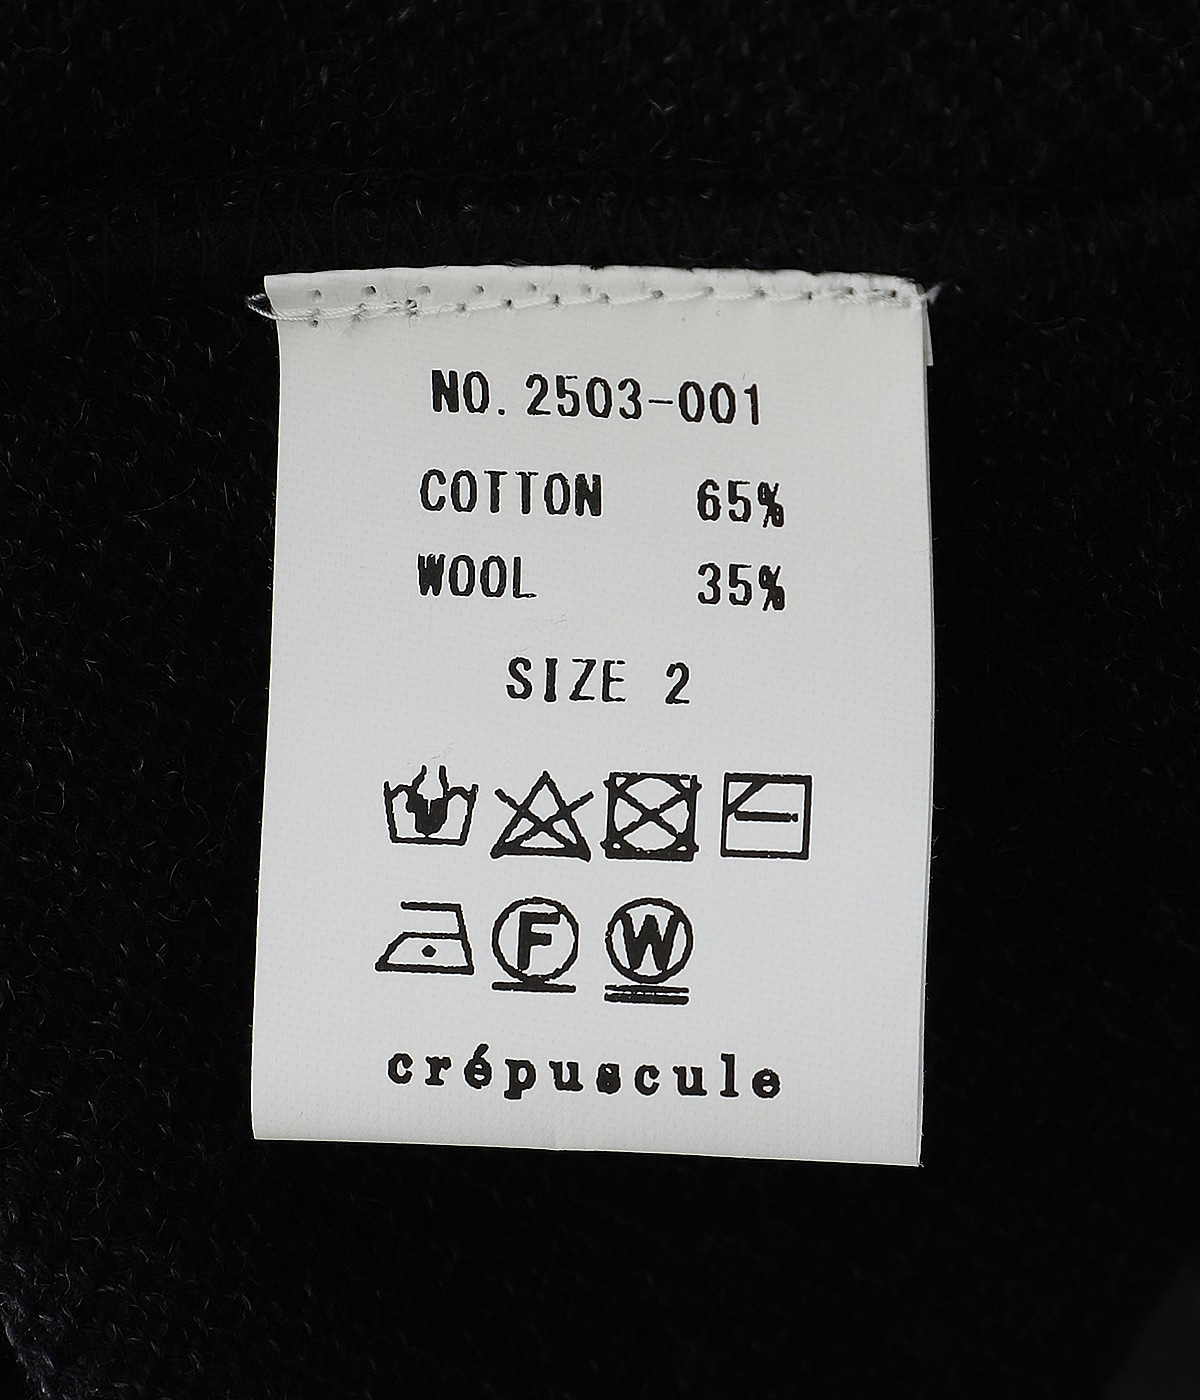 NO. 2503-001
COTTON 65%
WOOL 35%
SIZE 2
F W
crépuscule